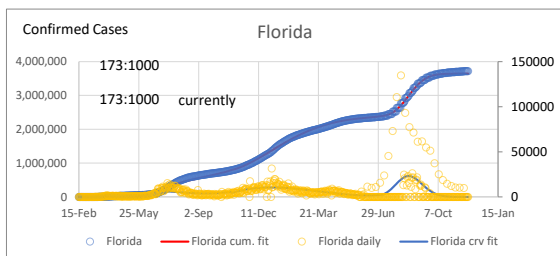 Confirmed Cases
Florida
4,000,000
3,000,000
2,000,000
1,000,000
0
173:1000
173:1000 currently
150000
100000
50000
0
15-Feb 25-May 2-Sep 11-Dec 21-Mar 29-Jun 7-Oct 15-Jan
Florida Florida cum. fit Florida daily Florida crv fit